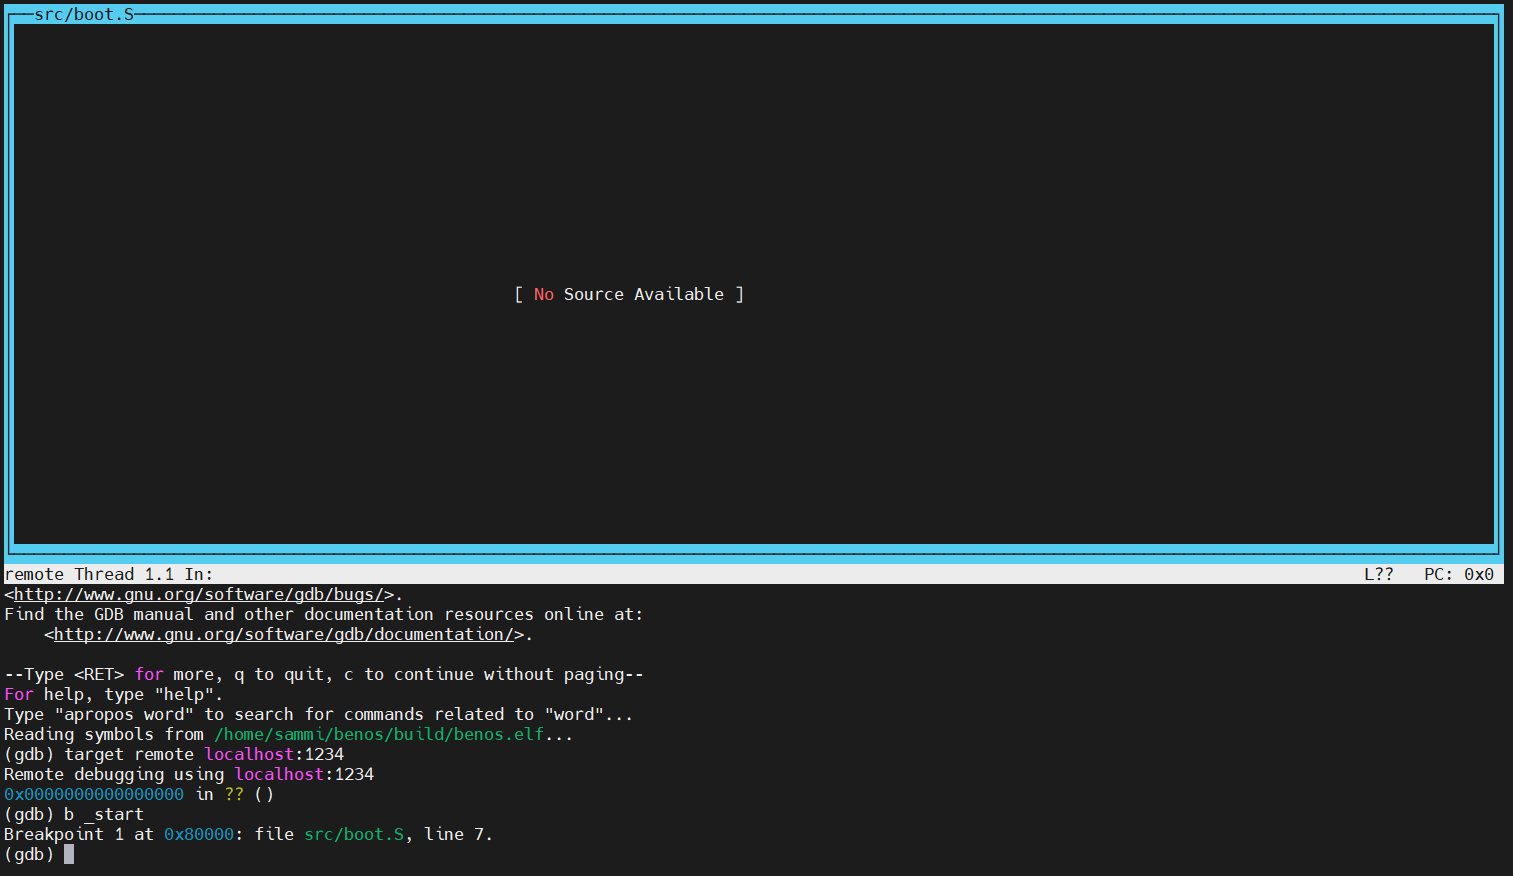 src/boot.S
[ No Source Available ]
remote Thread 1.1 In: L?? PC: 0x0
<http://www.gnu.org/software/gdb/bugs/>.
Find the GDB manual and other documentation resources online at:
    <http://www.gnu.org/software/gdb/documentation/>.
--Type <RET> for more, q to quit, c to continue without paging--
For help, type "help".
Type "apropos word" to search for commands related to "word"...
Reading symbols from /home/sammi/benos/build/benos.elf...
(gdb) target remote localhost:1234
Remote debugging using localhost:1234
0x0000000000000000 in ?? ()
(gdb) b _start
Breakpoint 1 at 0x80000: file src/boot.S, line 7.
(gdb)